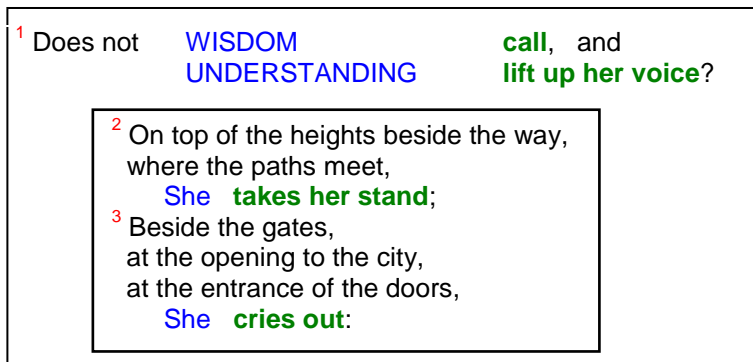 1 Does not WISDOM call, and
UNDERSTANDING lift up her voice?
2 On top of the heights beside the way,
where the paths meet,
She takes her stand;
3 Beside the gates,
at the opening to the city,
at the entrance of the doors,
She cries out: